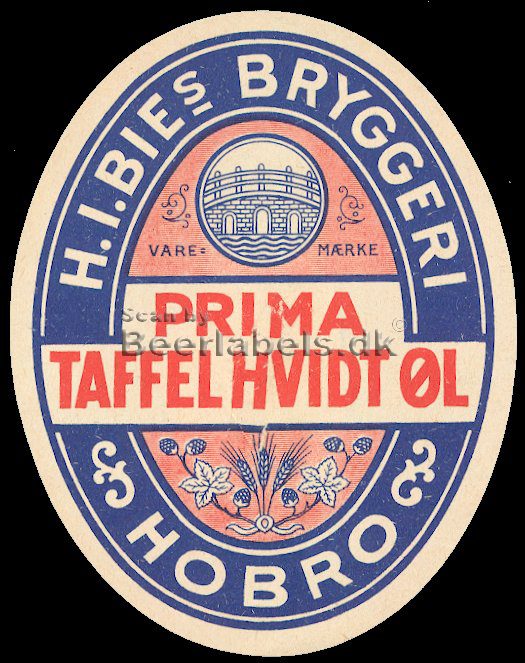 H.I.BIES BRYGGERI
VARE= MÆRKE
PRIMA
Scan by
Beerlabels.dk ©
TAFFEL HVIDT ØL
HOBRO